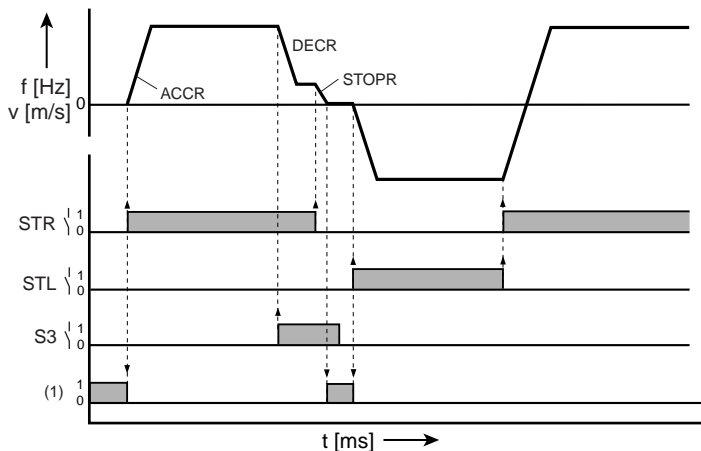 DECR
f [Hz]
ACCR
STOPR
0
v [m/s]
STR 1
0
STL 1
0
S3 1
0
(1) 1
0
t [ms]